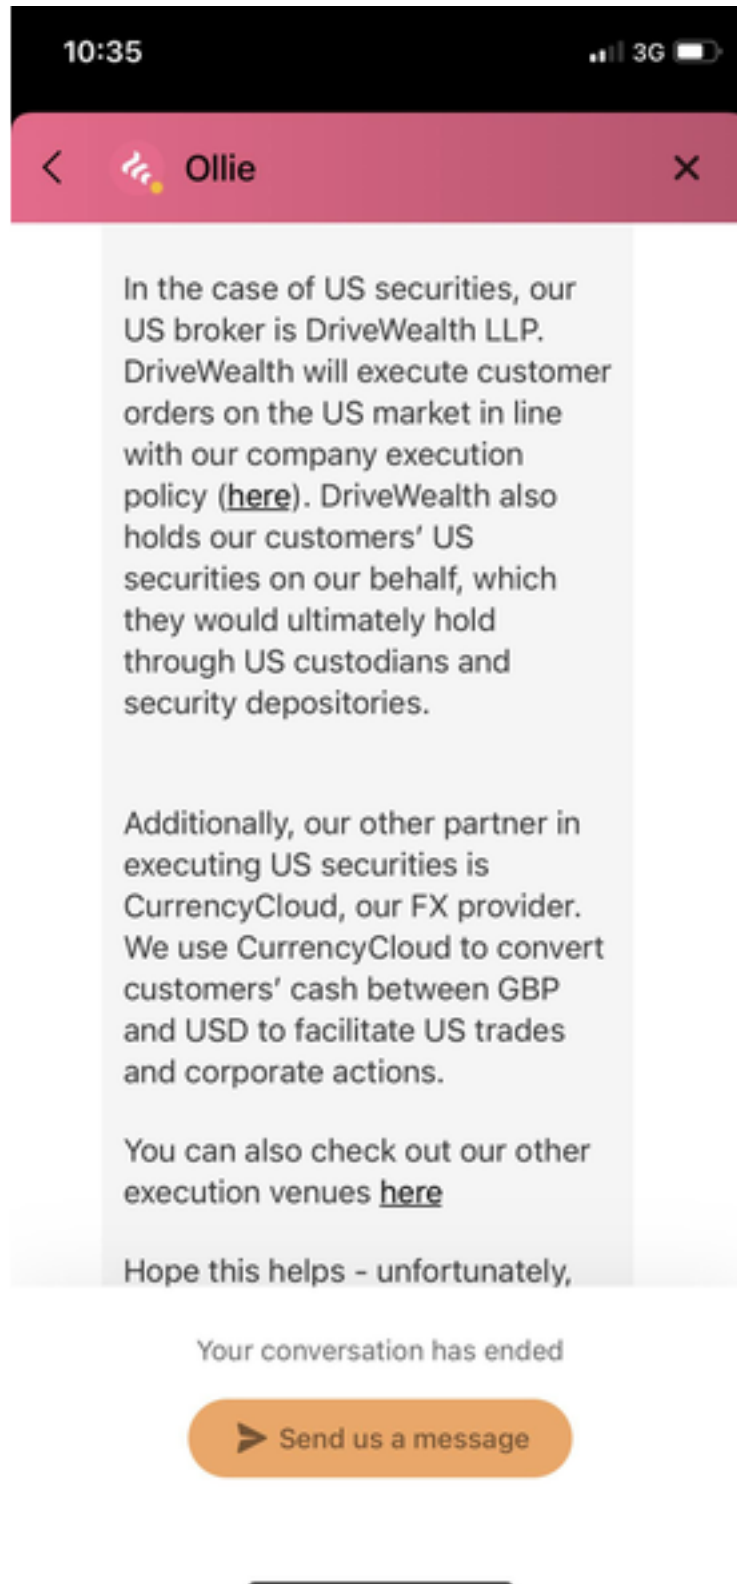 10:35
3G
Ollie
In the case of US securities, our
US broker is DriveWealth LLP.
DriveWealth will execute customer
orders on the US market in line
with our company execution
policy (here). DriveWealth also
holds our customers' US
securities on our behalf, which
they would ultimately hold
through US custodians and
security depositories.
Additionally, our other partner in
executing US securities is
CurrencyCloud, our FX provider.
We use CurrencyCloud to convert
customers' cash between GBP
and USD to facilitate US trades
and corporate actions.
You can also check out our other
execution venues here
Hope this helps - unfortunately,
Your conversation has ended
Send us a message